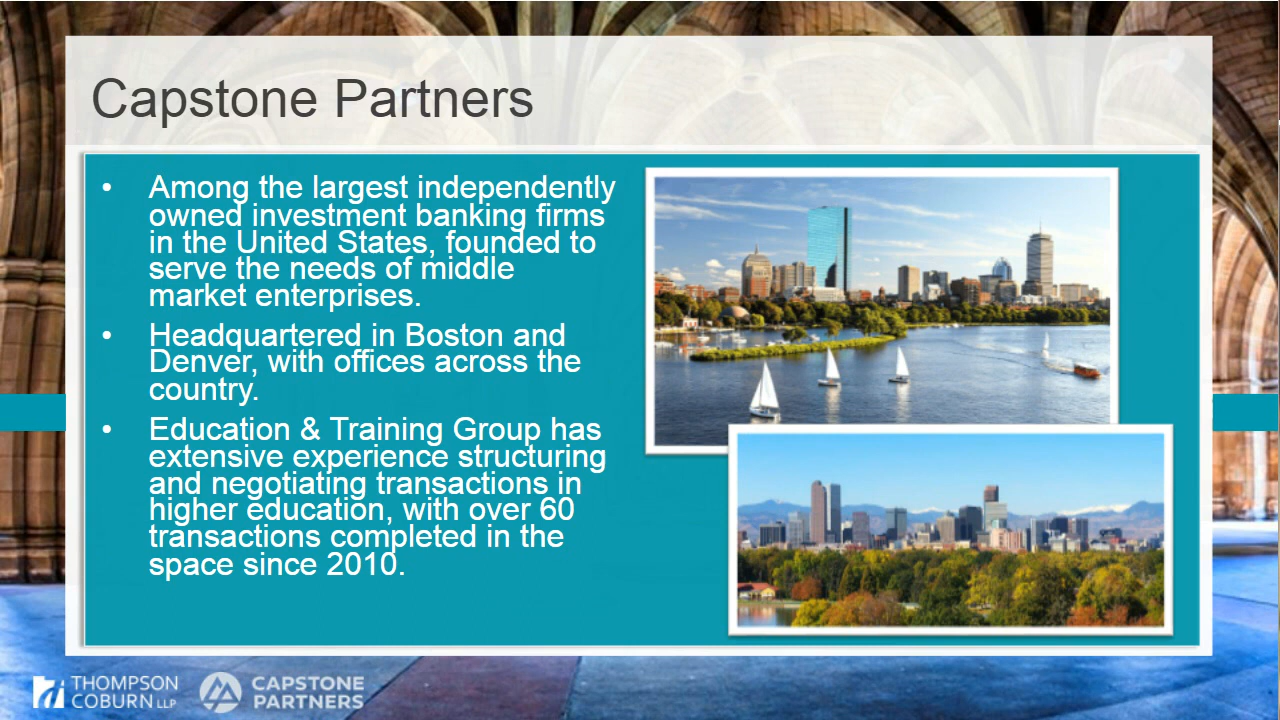 Capstone Partners
• Among the largest independently
owned investment banking firms
in the United States, founded to
serve the needs of middle
market enterprises.
• Headquartered in Boston and
Denver, with offices across the
country.
• Education & Training Group has
extensive experience structuring
and negotiating transactions in
higher education, with over 60
transactions completed in the
space since 2010.
THOMPSON
COBURN LLP
CAPSTONE
PARTNERS